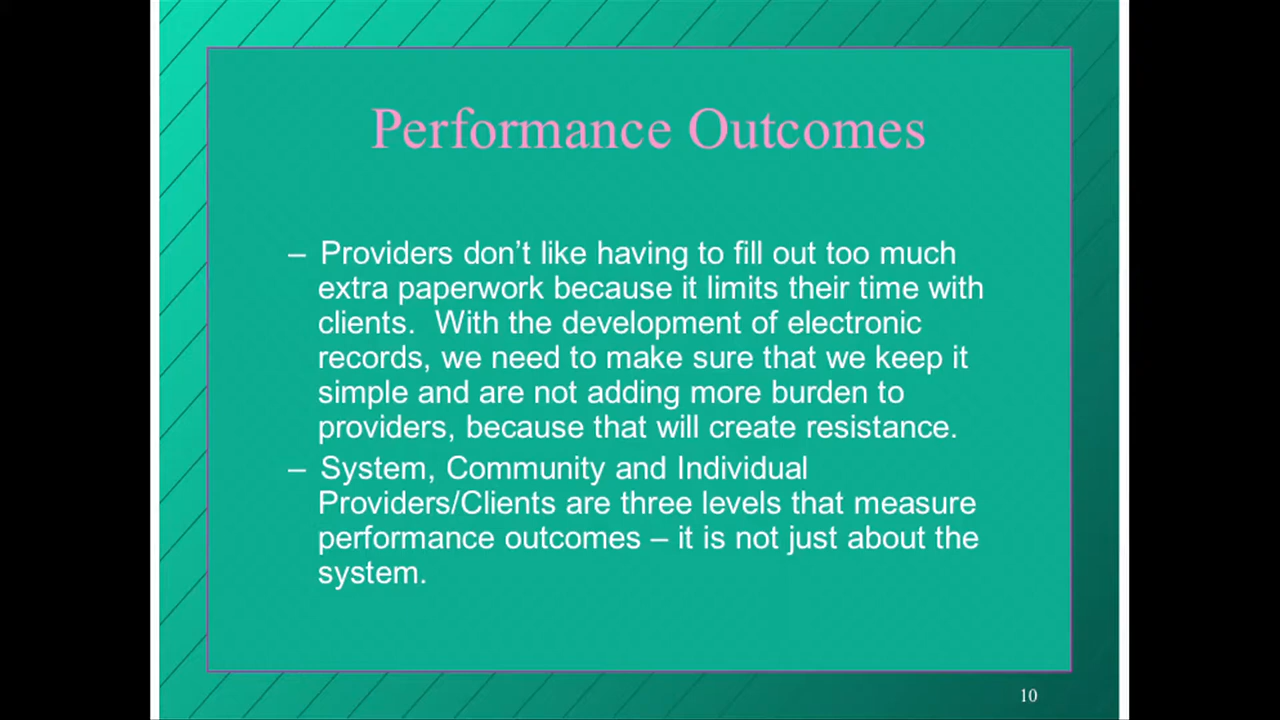 Performance Outcomes
– Providers don’t like having to fill out too much
extra paperwork because it limits their time with
clients.  With the development of electronic
records, we need to make sure that we keep it
simple and are not adding more burden to
providers, because that will create resistance.
– System, Community and Individual
Providers/Clients are three levels that measure
performance outcomes – it is not just about the
system.
10